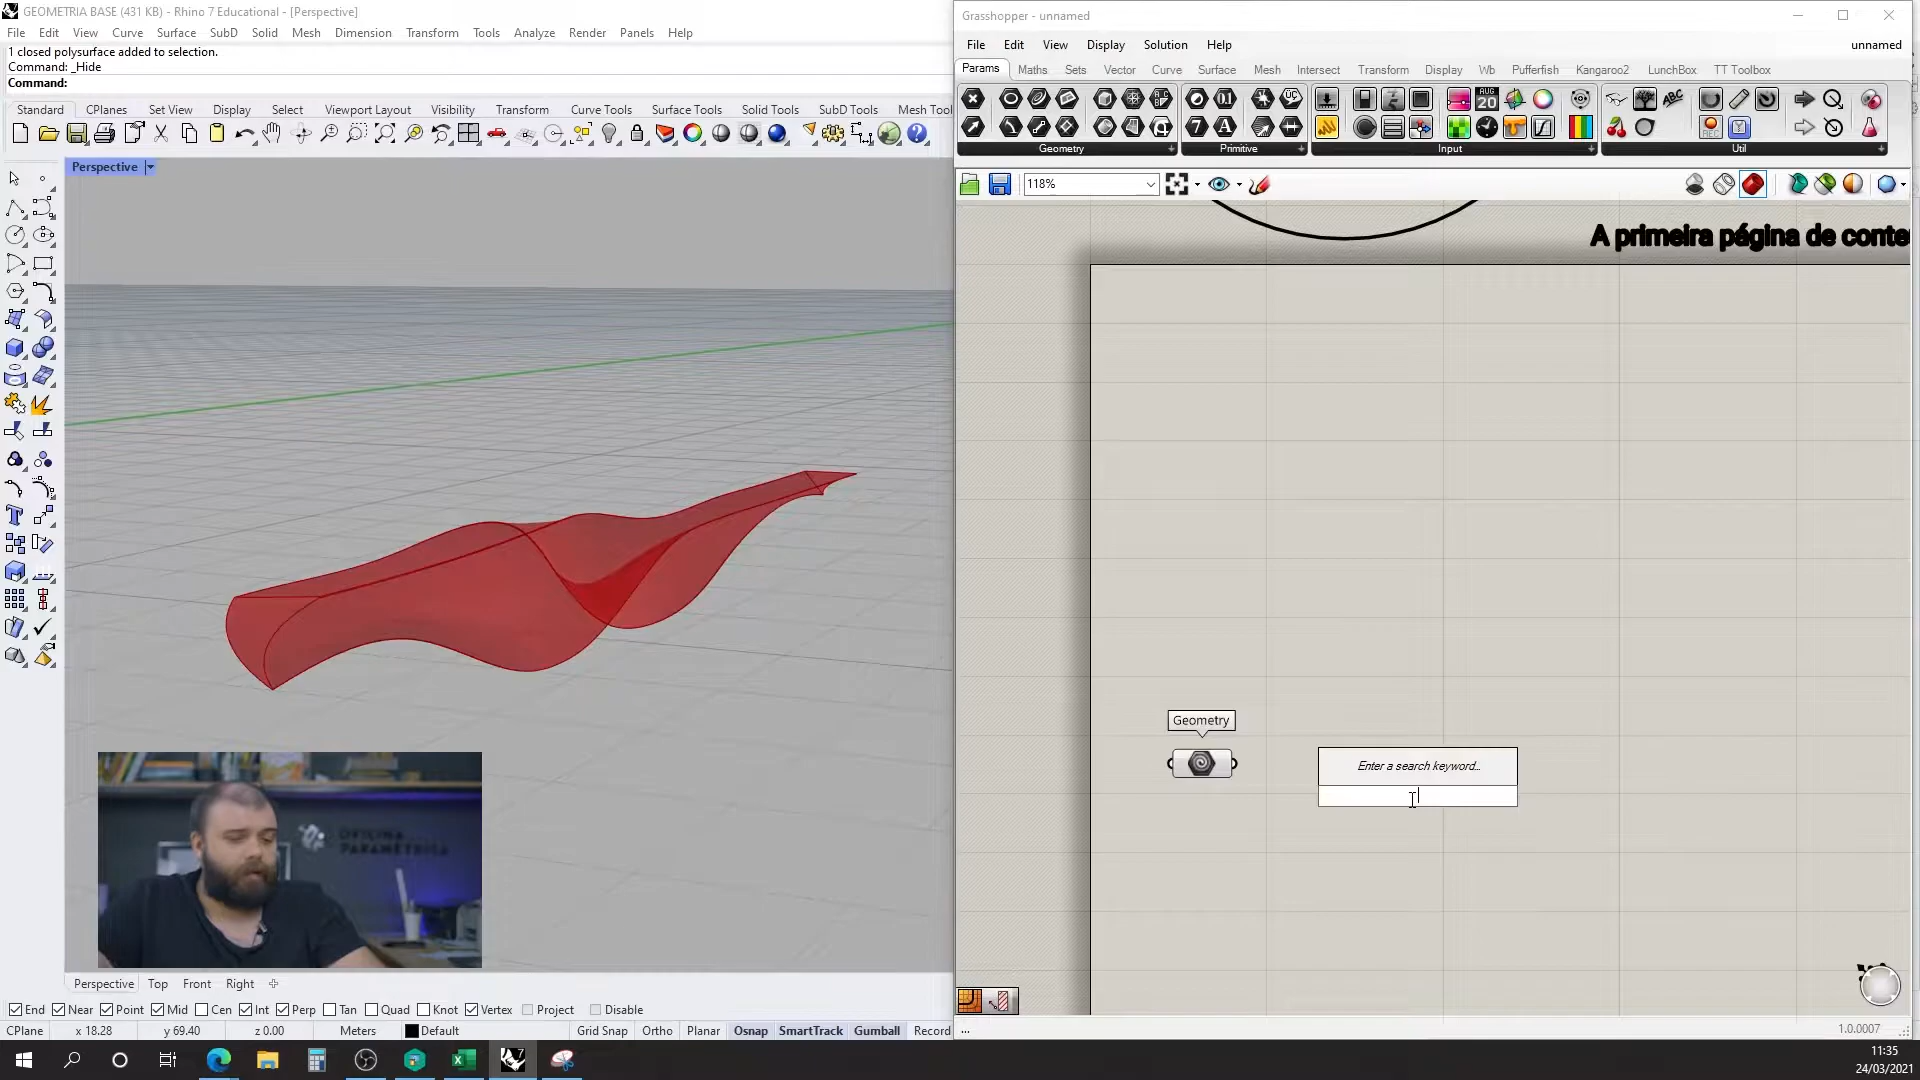 GEOMETRIA BASE (431 KB) - Rhino 7 Educational - [Perspective]
File Edit View Curve Surface SubD Solid Mesh Dimension Transform Tools Analyze Render Panels Help
1 closed polysurface added to selection.
Command: _Hide
Command:
Standard CPlanes Set View Display Select Viewport Layout Visibility Transform Curve Tools Surface Tools Solid Tools SubD Tools Mesh Tool
Perspective
OFICINA
PARAMÉTRICA
Perspective Top Front Right
End Near Point Mid Cen Int Perp Tan Quad Knot Vertex Project Disable
CPlane x 18.28 y 69.40 z 0.00 Meters Default Grid Snap Ortho Planar Osnap SmartTrack Gumball Record
Grasshopper - unnamed
File Edit View Display Solution Help unnamed
Params Maths Sets Vector Curve Surface Mesh Intersect Transform Display Wb Pufferfish Kangaroo2 LunchBox TT Toolbox
Geometry Primitive Input Util
118%
A primeira página de conte
Geometry
Enter a search keyword...
...
1.0.0007
11:35
24/03/2021